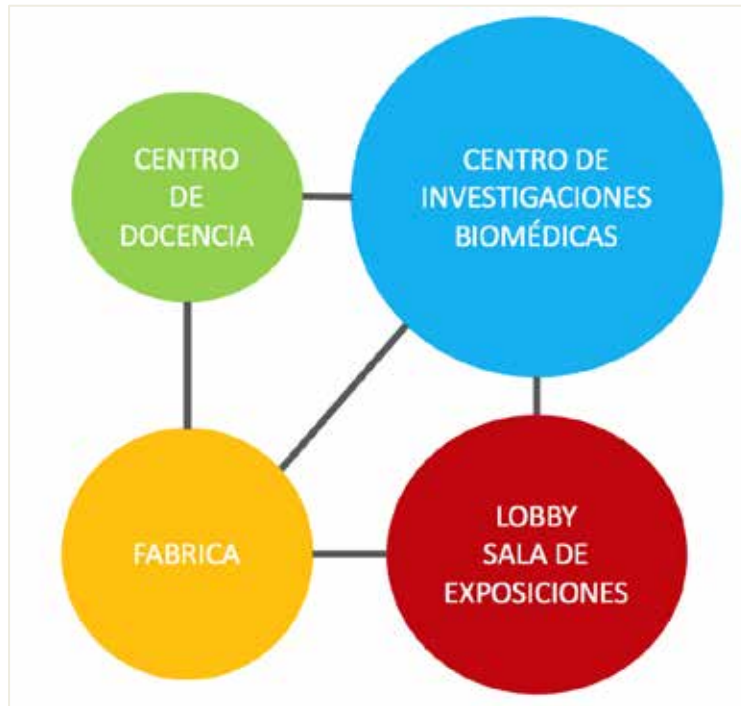 CENTRO
DE
DOCENCIA
CENTRO DE
INVESTIGACIONES
BIOMÉDICAS
FABRICA
LOBBY
SALA DE
EXPOSICIONES